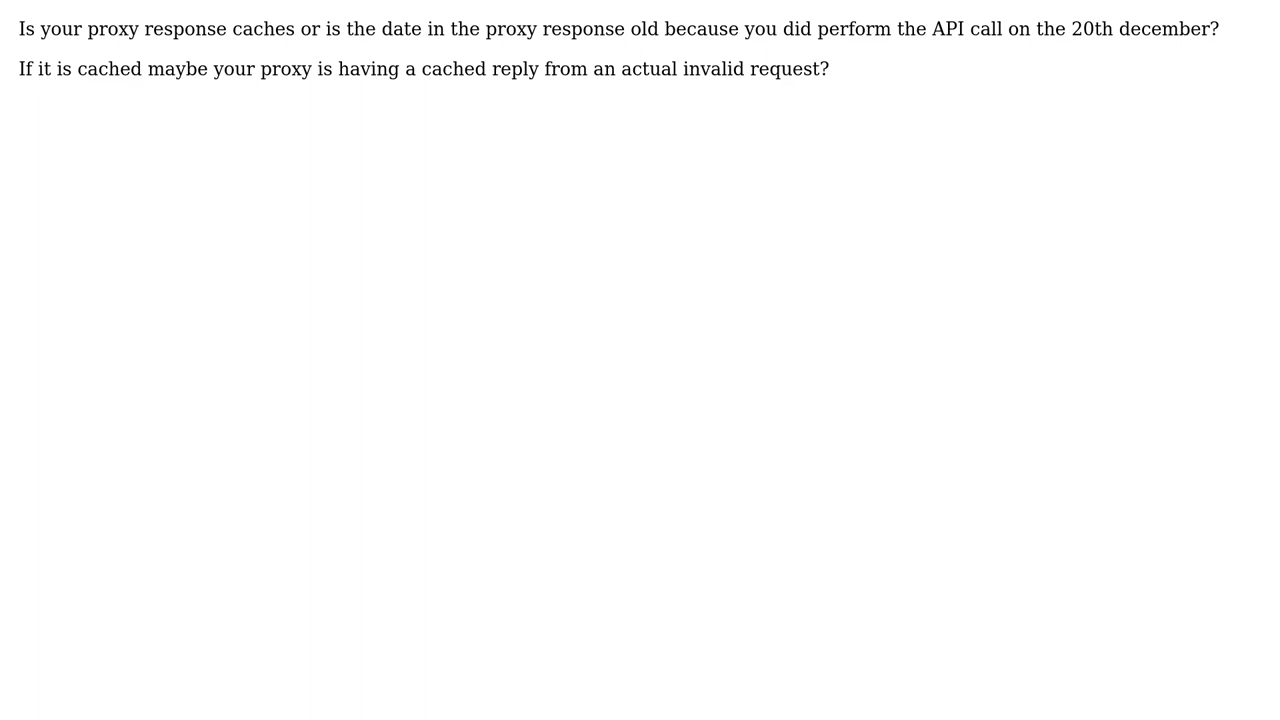 Is your proxy response caches or is the date in the proxy response old because you did perform the API call on the 20th december?
If it is cached maybe your proxy is having a cached reply from an actual invalid request?